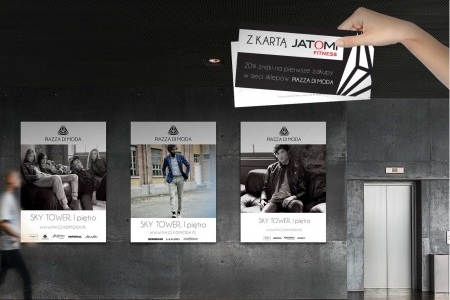 Z KARTĄ JATOMI
FITNESS
20% zniżki na pierwsze zakupy
w sieci sklepów PIAZZA DI MODA
PIAZZA DI MODA
SKY TOWER, I piętro
WWW.PIAZZADIMODA.PL
PIAZZA DI MODA
SKY TOWER, I piętro
WWW.PIAZZADIMODA.PL
PIAZZA DI MODA
SKY TOWER, I piętro
WWW.PIAZZADIMODA.PL